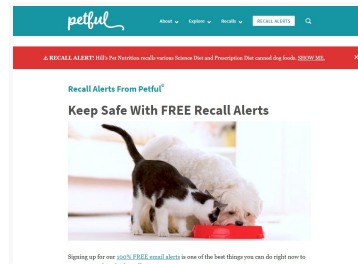 petful
About
Explore
Recalls
RECALL ALERTS
⚠ RECALL ALERT! Hill's Pet Nutrition recalls various Science Diet and Prescription Diet canned dog foods. SHOW ME.
×
Recall Alerts From Petful®
Keep Safe With FREE Recall Alerts
Signing up for our 100% FREE email alerts is one of the best things you can do right now to